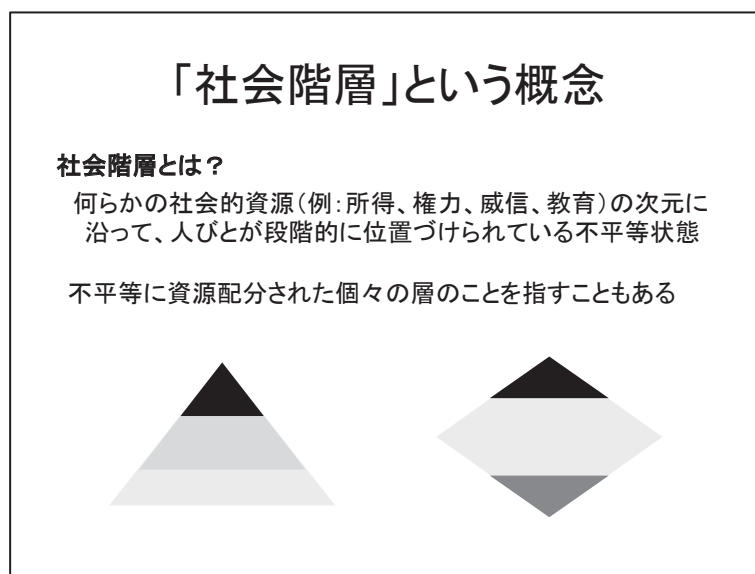 「社会階層」という概念
社会階層とは？
何らかの社会的資源（例：所得、権力、威信、教育）の次元に
沿って、人びとが段階的に位置づけられている不平等状態
不平等に資源配分された個々の層のことを指すこともある